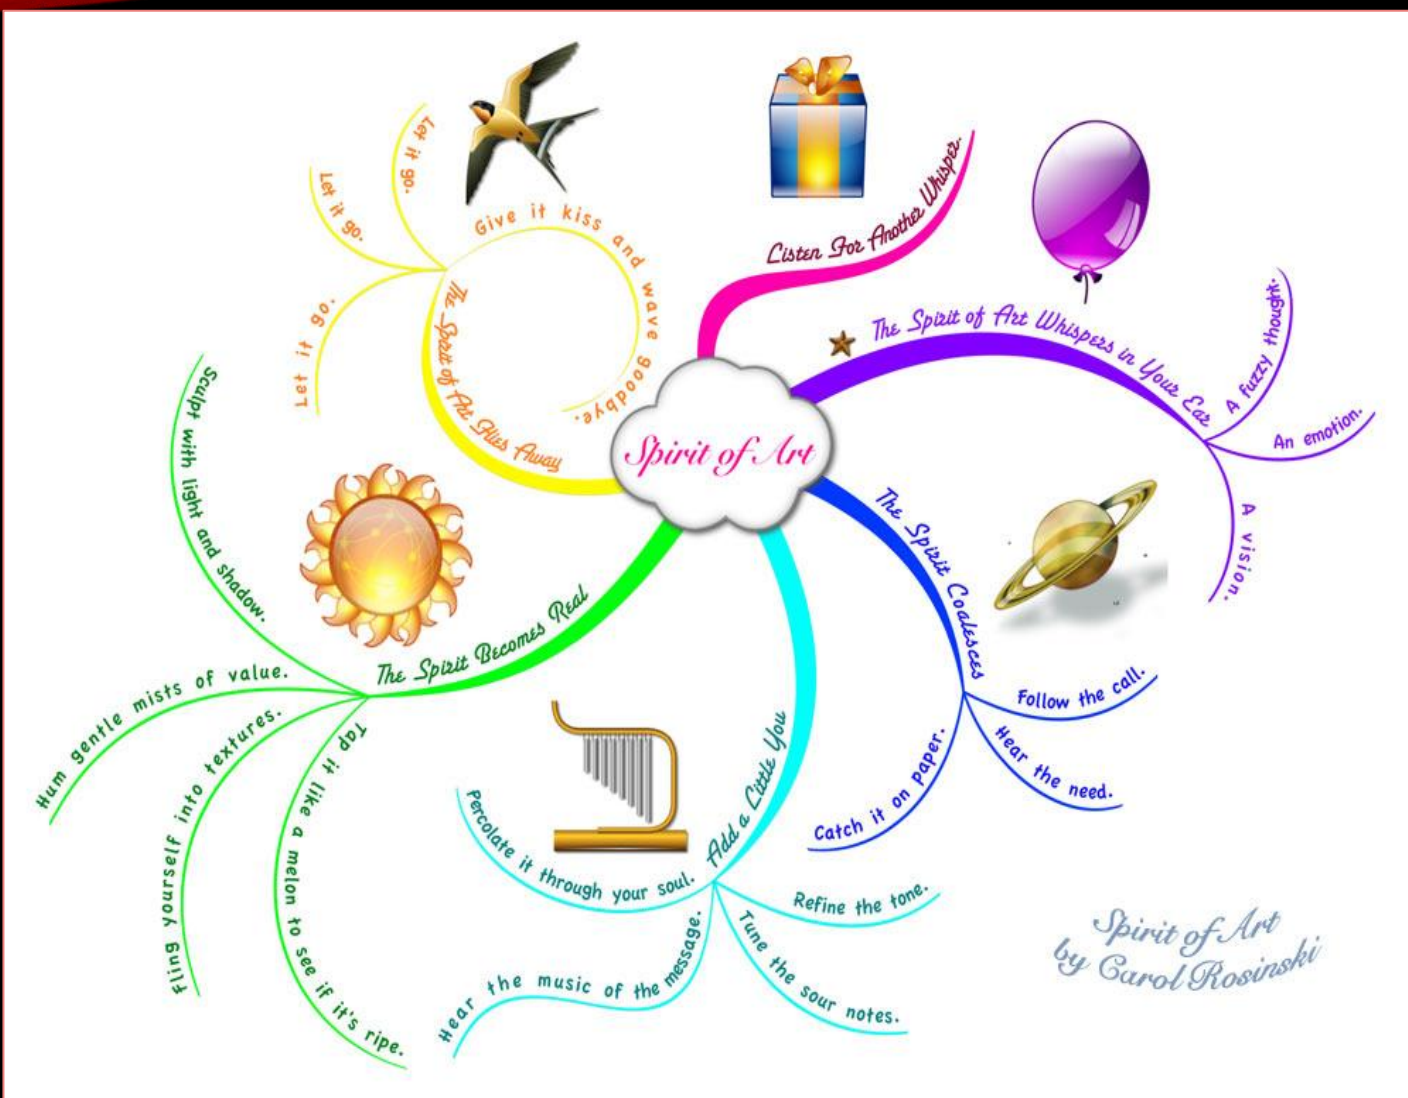 Spirit of Art
The Spirit of Art Whispers in Your Ear
A fuzzy thought.
An emotion.
A vision.
The Spirit Coalesces
Follow the call.
Hear the need.
Catch it on paper.
Add a Little You
Refine the tone.
Tune the sour notes.
Hear the music of the message.
Percolate it through your soul.
The Spirit Becomes Real
Tap it like a melon to see if it's ripe.
Fling yourself into textures.
Hum gentle mists of value.
Sculpt with light and shadow.
The Spirit of Art Flies Away
Let it go.
Let it go.
Let it go.
Give it kiss and wave goodbye.
Listen For Another Whisper.
Spirit of Art
by Carol Rosinski